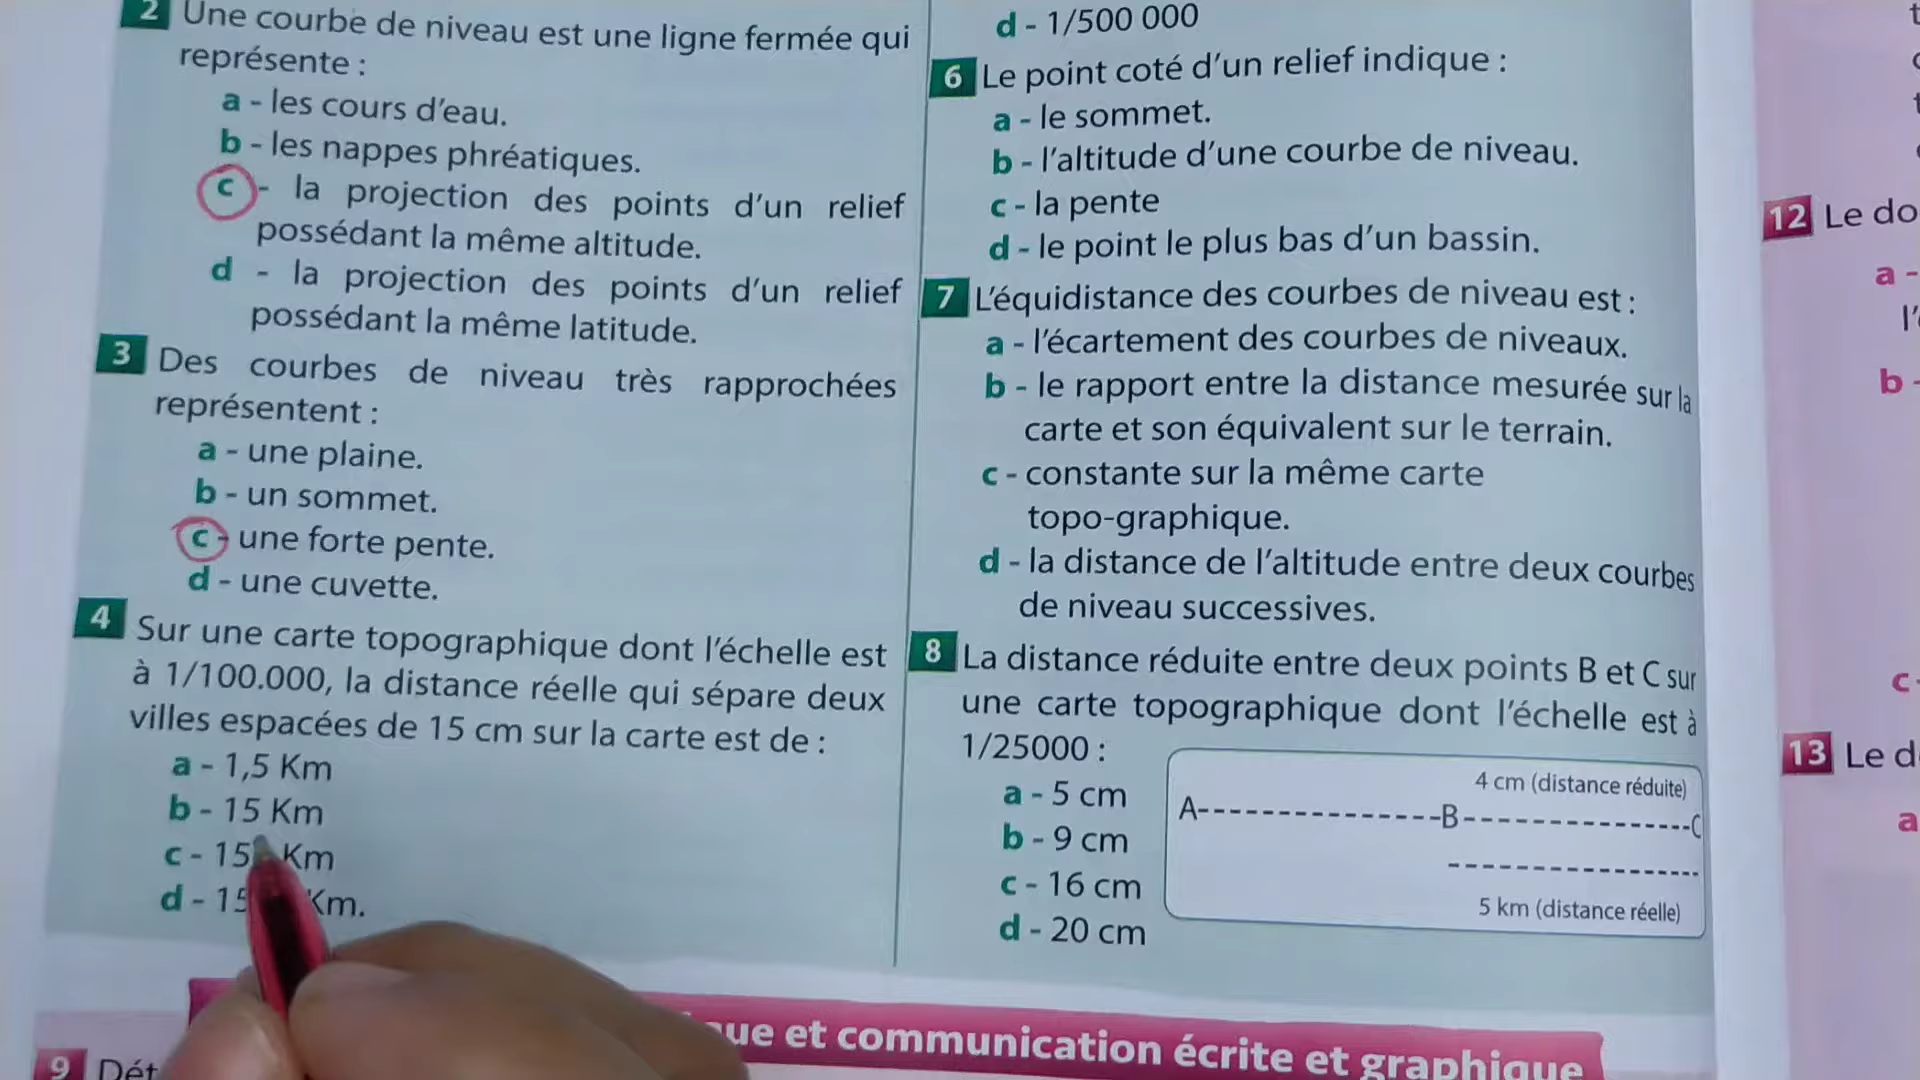 2 Une courbe de niveau est une ligne fermée qui
représente :
a - les cours d'eau.
b - les nappes phréatiques.
c - la projection des points d'un relief
possédant la même altitude.
d - la projection des points d'un relief
possédant la même latitude.
3 Des courbes de niveau très rapprochées
représentent :
a - une plaine.
b - un sommet.
c - une forte pente.
d - une cuvette.
4 Sur une carte topographique dont l'échelle est
à 1/100.000, la distance réelle qui sépare deux
villes espacées de 15 cm sur la carte est de :
a - 1,5 Km
b - 15 Km
c - Km
d - Km.
d - 1/500 000
6 Le point coté d'un relief indique :
a - le sommet.
b - l'altitude d'une courbe de niveau.
c - la pente
d - le point le plus bas d'un bassin.
7 L'équidistance des courbes de niveau est :
a - l'écartement des courbes de niveaux.
b - le rapport entre la distance mesurée sur la
carte et son équivalent sur le terrain.
c - constante sur la même carte
topo-graphique.
d - la distance de l'altitude entre deux courbes
de niveau successives.
8 La distance réduite entre deux points B et C sur
une carte topographique dont l'échelle est à
1/25000 :
a - 5 cm
b - 9 cm
c - 16 cm
d - 20 cm
4 cm (distance réduite)
A---------------B---------------C
5 km (distance réelle)
et communication écrite et graphique
9
12 Le
a -
b -
c -
13 Le
a